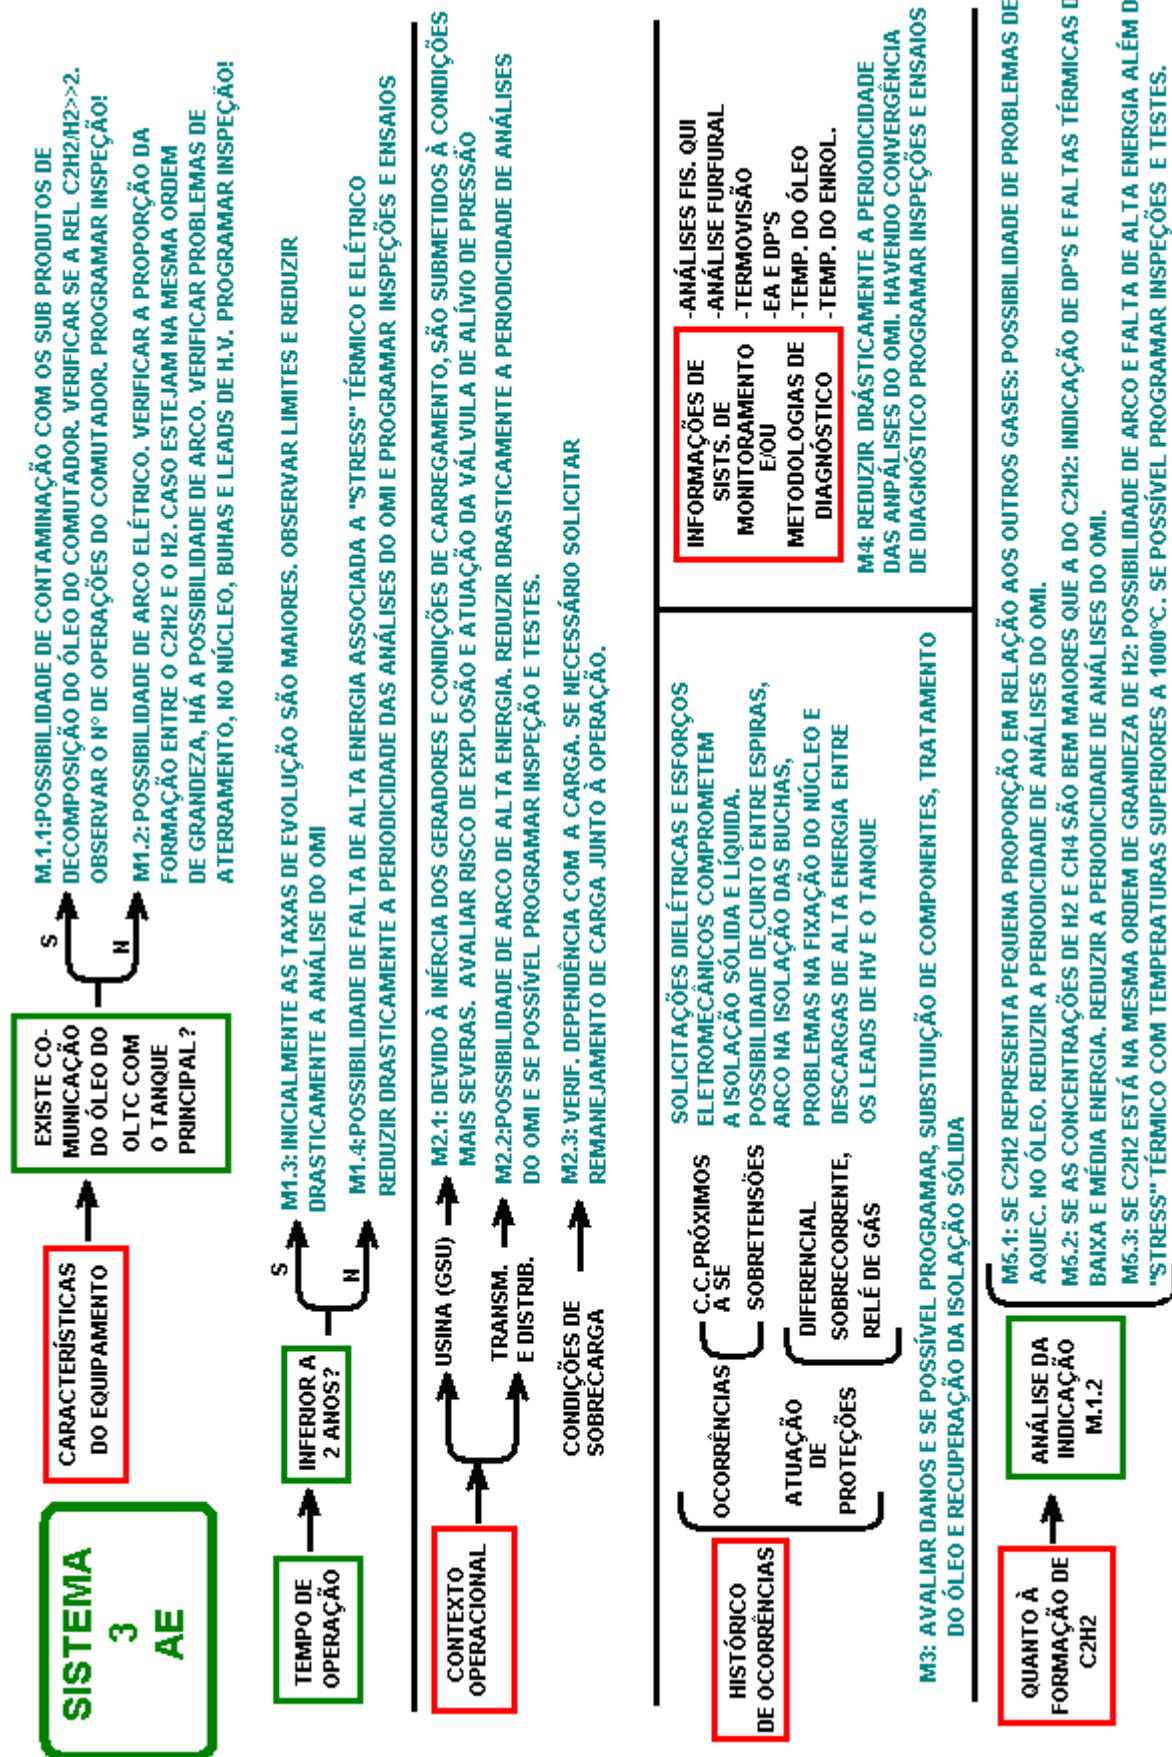 SISTEMA
3
AE
CARACTERÍSTICAS
DO EQUIPAMENTO
EXISTE CO-
MUNICAÇÃO
DO ÓLEO DO
OLTC COM
O TANQUE
PRINCIPAL?
S
N
M.1.1:POSSIBILIDADE DE CONTAMINAÇÃO COM OS SUB PRODUTOS DE
DECOMPOSIÇÃO DO ÓLEO DO COMUTADOR. VERIFICAR SE A REL C2H2/H2>>2.
OBSERVAR O Nº DE OPERAÇÕES DO COMUTADOR. PROGRAMAR INSPEÇÃO!
M1.2: POSSIBILIDADE DE ARCO ELÉTRICO. VERIFICAR A PROPORÇÃO DA
FORMAÇÃO ENTRE O C2H2 E O H2. CASO ESTEJAM NA MESMA ORDEM
DE GRANDEZA, HÁ A POSSIBILIDADE DE ARCO. VERIFICAR PROBLEMAS DE
ATERRAMENTO, NO NÚCLEO, BUHAS E LEADS DE H.V. PROGRAMAR INSPEÇÃO!
TEMPO DE
OPERAÇÃO
INFERIOR A
2 ANOS?
S
N
M1.3: INICIALMENTE AS TAXAS DE EVOLUÇÃO SÃO MAIORES. OBSERVAR LIMITES E REDUZIR
DRASTICAMENTE A ANÁLISE DO OMI
M1.4:POSSIBILIDADE DE FALTA DE ALTA ENERGIA ASSOCIADA A "STRESS" TÉRMICO E ELÉTRICO
REDUZIR DRASTICAMENTE A PERIODICIDADE DAS ANÁLISES DO OMI E PROGRAMAR INSPEÇÕES E ENSAIOS
CONTEXTO
OPERACIONAL
USINA (GSU)
M2.1: DEVIDO À INÉRCIA DOS GERADORES E CONDIÇÕES DE CARREGAMENTO, SÃO SUBMETIDOS À CONDIÇÕES
MAIS SEVERAS. AVALIAR RISCO DE EXPLOSÃO E ATUAÇÃO DA VÁLVULA DE ALÍVIO DE PRESSÃO
TRANSM.
E DISTRIB.
M2.2:POSSIBILIDADE DE ARCO DE ALTA ENERGIA. REDUZIR DRASTICAMENTE A PERIODICIDADE DE ANÁLISES
DO OMI E SE POSSÍVEL PROGRAMAR INSPEÇÃO E TESTES.
CONDIÇÕES DE
SOBRECARGA
M2.3: VERIF. DEPENDÊNCIA COM A CARGA. SE NECESSÁRIO SOLICITAR
REMANEJAMENTO DE CARGA JUNTO À OPERAÇÃO.
HISTÓRICO
DE OCORRÊNCIAS
OCORRÊNCIAS
C.C.PRÓXIMOS
A SE
SOBRETENSÕES
ATUAÇÃO
DE
PROTEÇÕES
DIFERENCIAL
SOBRECORRENTE,
RELÉ DE GÁS
SOLICITAÇÕES DIELÉTRICAS E ESFORÇOS
ELETROMECÂNICOS COMPROMETEM
A ISOLAÇÃO SÓLIDA E LÍQUIDA.
POSSIBILIDADE DE CURTO ENTRE ESPIRAS,
ARCO NA ISOLAÇÃO DAS BUCHAS,
PROBLEMAS NA FIXAÇÃO DO NÚCLEO E
DESCARGAS DE ALTA ENERGIA ENTRE
OS LEADS DE HV E O TANQUE
M3: AVALIAR DANOS E SE POSSÍVEL PROGRAMAR, SUBSTIUIÇÃO DE COMPONENTES, TRATAMENTO
DO ÓLEO E RECUPERAÇÃO DA ISOLAÇÃO SÓLIDA
INFORMAÇÕES DE
SISTS. DE
MONITORAMENTO
E/OU
METODOLOGIAS DE
DIAGNÓSTICO
-ANÁLISES FIS. QUI
-ANÁLISE FURFURAL
-TERMOVISÃO
-EA E DP'S
-TEMP. DO ÓLEO
-TEMP. DO ENROL.
M4: REDUZIR DRÁSTICAMENTE A PERIODICIDADE
DAS ANPÁLISES DO OMI. HAVENDO CONVERGÊNCIA
DE DIAGNÓSTICO PROGRAMAR INSPEÇÕES E ENSAIOS
QUANTO À
FORMAÇÃO DE
C2H2
ANÁLISE DA
INDICAÇÃO
M.1.2
M5.1: SE C2H2 REPRESENTA PEQUENA PROPORÇÃO EM RELAÇÃO AOS OUTROS GASES: POSSIBILIDADE DE PROBLEMAS DE
AQUEC. NO ÓLEO. REDUZIR A PERIODICIDADE DE ANÁLISES DO OMI.
M5.2: SE AS CONCENTRAÇÕES DE H2 E CH4 SÃO BEM MAIORES QUE A DO C2H2: INDICAÇÃO DE DP'S E FALTAS TÉRMICAS D
BAIXA E MÉDIA ENERGIA. REDUZIR A PERIODICIDADE DE ANÁLISES DO OMI.
M5.3: SE C2H2 ESTÁ NA MESMA ORDEM DE GRANDEZA DE H2: POSSIBILIDADE DE ARCO E FALTA DE ALTA ENERGIA ALÉM D
"STRESS" TÉRMICO COM TEMPERATURAS SUPERIORES A 1000ºC. SE POSSÍVEL PROGRAMAR INSPEÇÕES E TESTES.